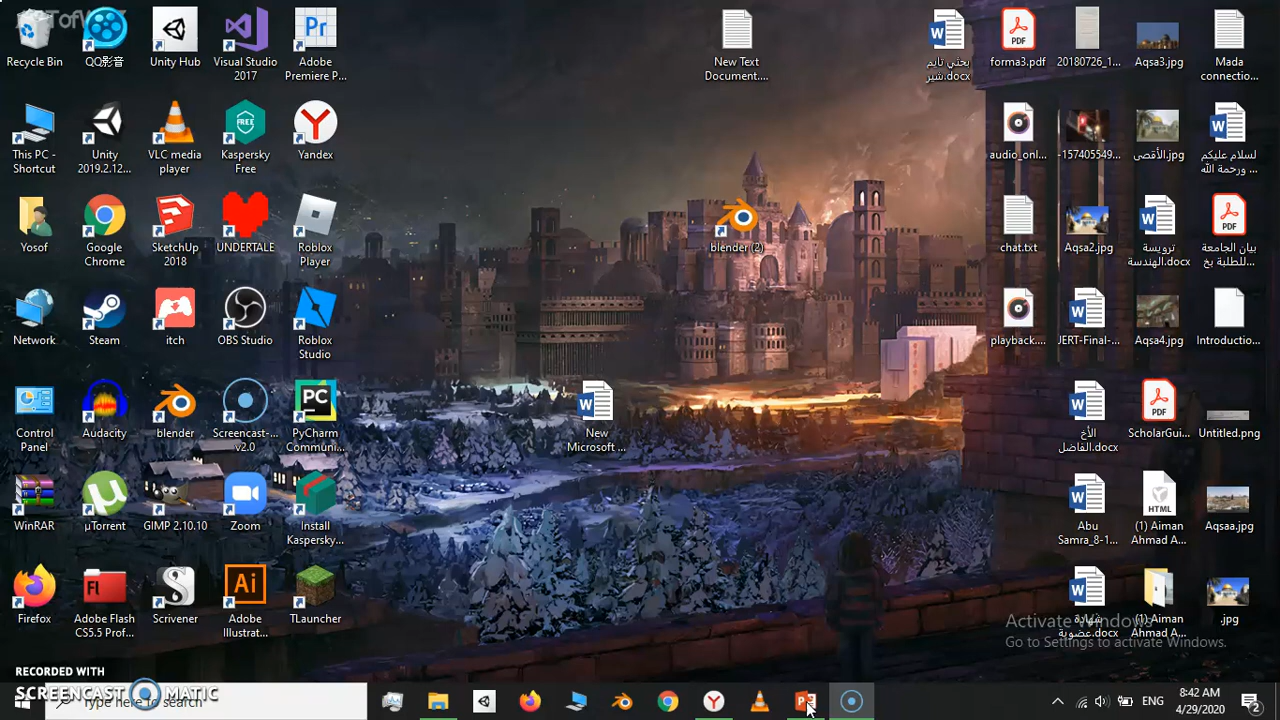 Recycle Bin
QQ影音
Unity Hub
Visual Studio 2017
Adobe Premiere P...
This PC - Shortcut
Unity 2019.2.12...
VLC media player
Kaspersky Free
Yandex
Yosof
Google Chrome
SketchUp 2018
UNDERTALE
Roblox Player
Network
Steam
itch
OBS Studio
Roblox Studio
Control Panel
Audacity
blender
Screencast-... v2.0
PyCharm Communi...
WinRAR
µTorrent
GIMP 2.10.10
Zoom
Install Kaspersky...
Firefox
Adobe Flash CS5.5 Prof...
Scrivener
Adobe Illustrat...
TLauncher
New Text Document....
blender (2)
New Microsoft ...
بحثي تايم شير.docx
forma3.pdf
20180726_1...
Aqsa3.jpg
Mada connectio...
audio_onl...
-157405549...
الأقصى.jpg
لسلام عليكم ورحمة الله ...
chat.txt
Aqsa2.jpg
ترويسة الهندسة.docx
بيان الجامعة للطلبة بخ...
playback....
JERT-Final-...
Aqsa4.jpg
Introductio...
الأخ الفاضل.docx
ScholarGui...
Untitled.png
Abu Samra_8-1...
(1) Aiman Ahmad A...
Aqsaa.jpg
شهادة عضوية.docx
(1) Aiman Ahmad A...
.jpg
Activate Windows
Go to Settings to activate Windows.
RECORDED WITH
SCREENCAST MATIC
Type here to search
ENG
8:42 AM
4/29/2020
2